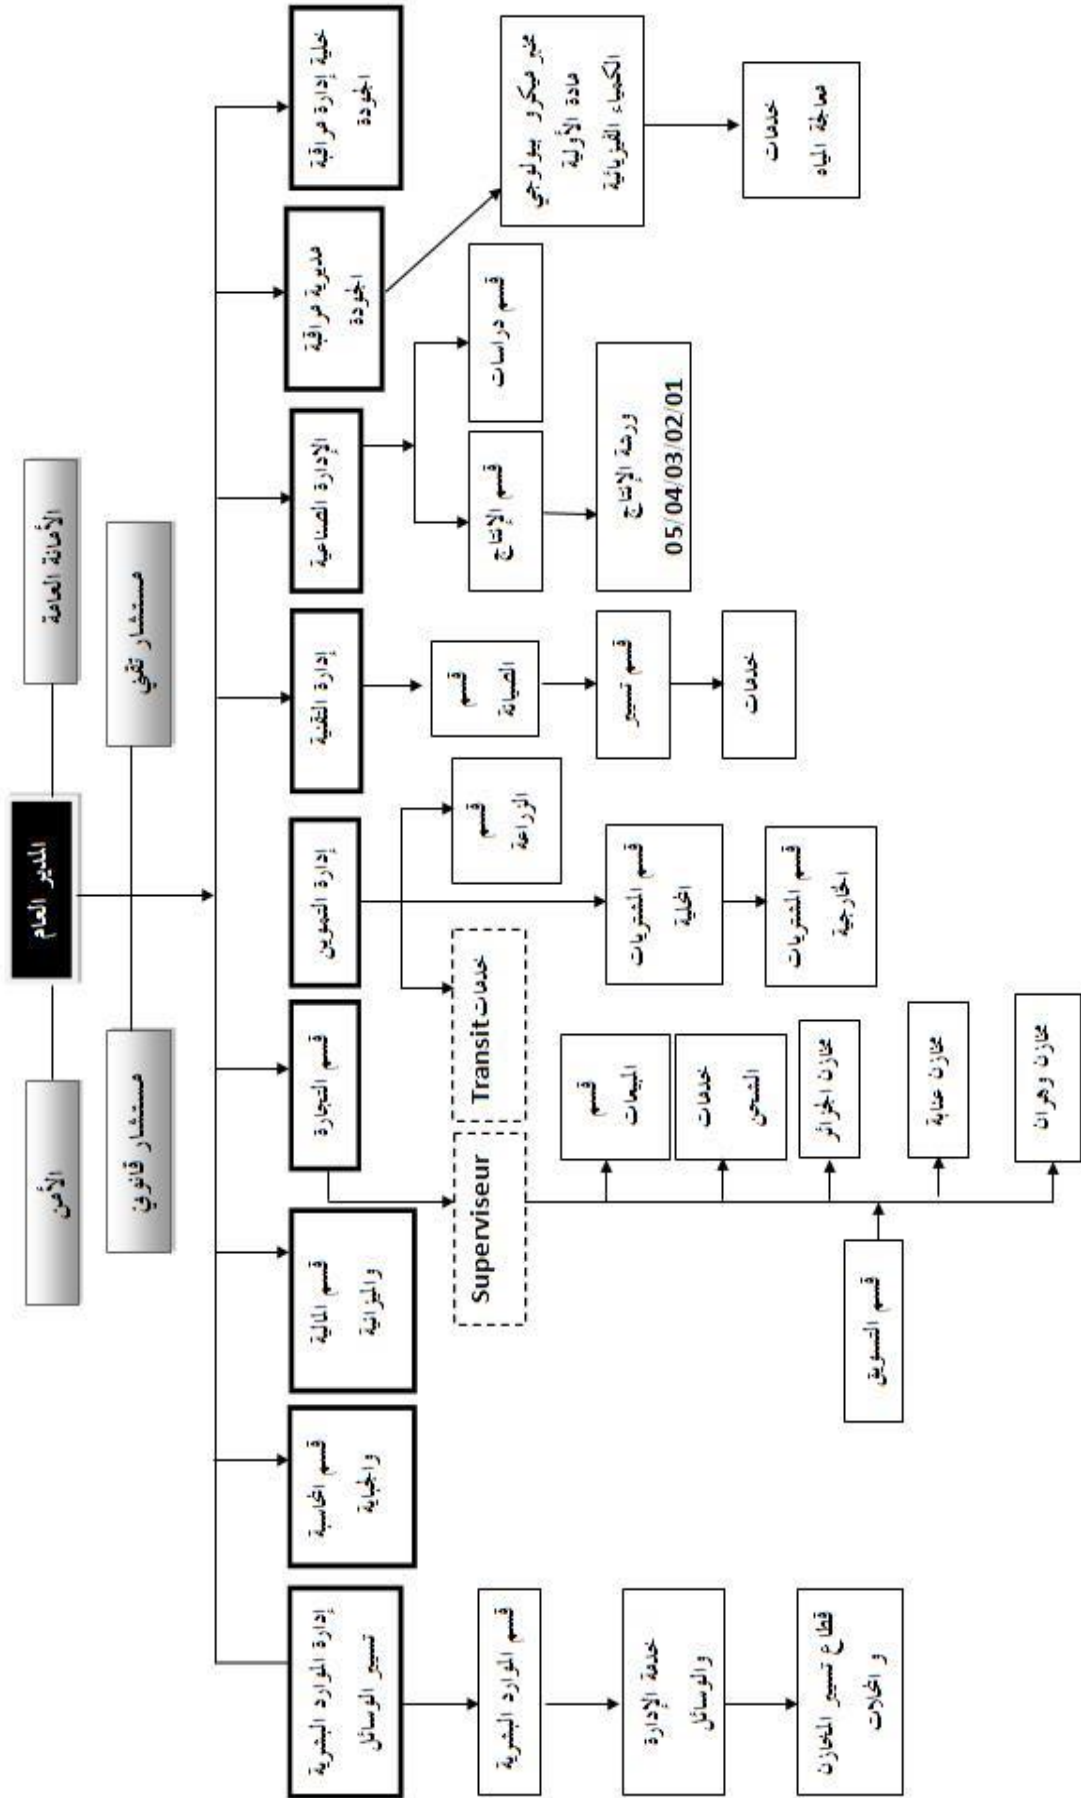 المدير العام
الأمانة العامة
الأمن
مستشار تقني
مستشار قانوني
خلية إدارة مراقبة
الجودة
مديرية مراقبة
الجودة
الإدارة الصناعية
إدارة التقنية
إدارة التموين
قسم التجارة
قسم المالية
والميزانية
قسم المحاسبة
والجباية
إدارة الموارد البشرية
تسيير الوسائل
مخبر ميكرو بيولوجي
مادة الأولية
الكمياء الفيزيائية
خدمات
معالجة المياه
قسم دراسات
قسم الإنتاج
ورشة الإنتاج
05/04/03/02/01
قسم
الصيانة
قسم تسيير
خدمات
قسم
الزراعة
خدمات Transit
قسم المشتريات
المحلية
قسم المشتريات
الخارجية
Superviseur
قسم
المبيعات
خدمات
الشحن
مخازن الجزائر
مخازن عنابة
مخازن وهران
قسم التسويق
قسم الموارد البشرية
خدمة الإدارة
والوسائل
قطاع تسيير المخازن
و المحلات